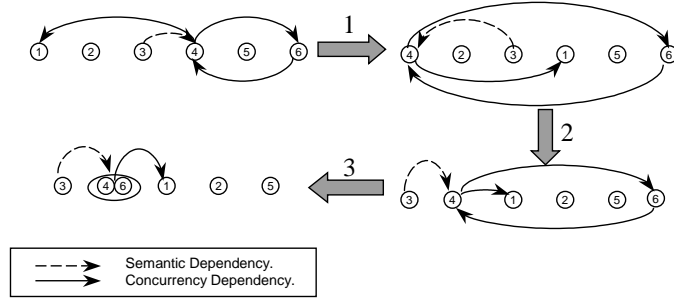 1
1 2 3 4 5 6
4 2 3 1 5 6
2
3
3 4 6 1 2 5
3 4 1 2 5 6
Semantic Dependency.
Concurrency Dependency.